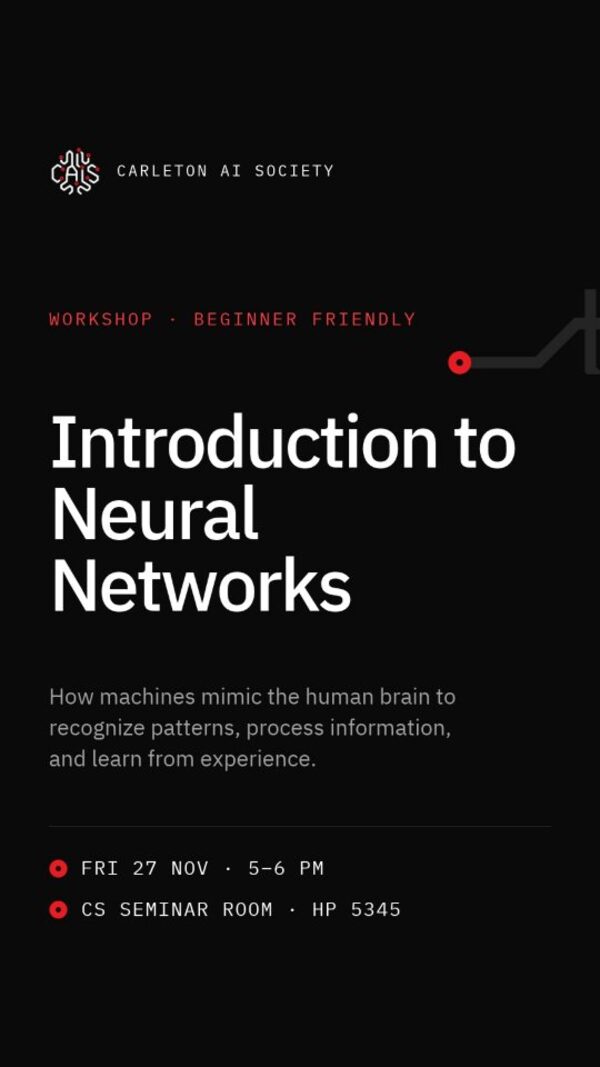 CAIS
CARLETON AI SOCIETY
WORKSHOP · BEGINNER FRIENDLY
Introduction to
Neural
Networks
How machines mimic the human brain to
recognize patterns, process information,
and learn from experience.
FRI 27 NOV · 5–6 PM
CS SEMINAR ROOM · HP 5345